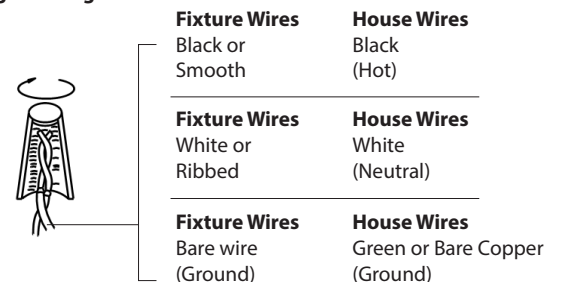 Fixture Wires House Wires
Black or Black
Smooth (Hot)
Fixture Wires House Wires
White or White
Ribbed (Neutral)
Fixture Wires House Wires
Bare wire Green or Bare Copper
(Ground) (Ground)